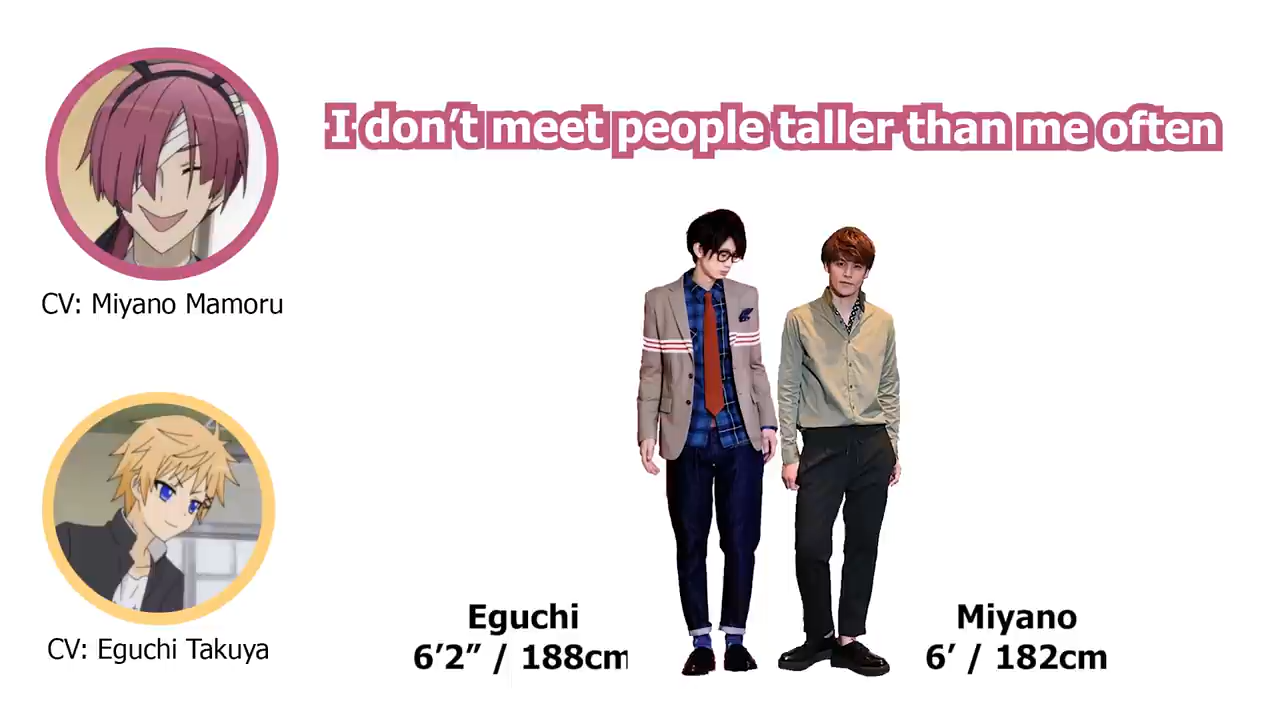 I don’t meet people taller than me often
CV: Miyano Mamoru
CV: Eguchi Takuya
Eguchi
6’2” / 188cm
Miyano
6’ / 182cm